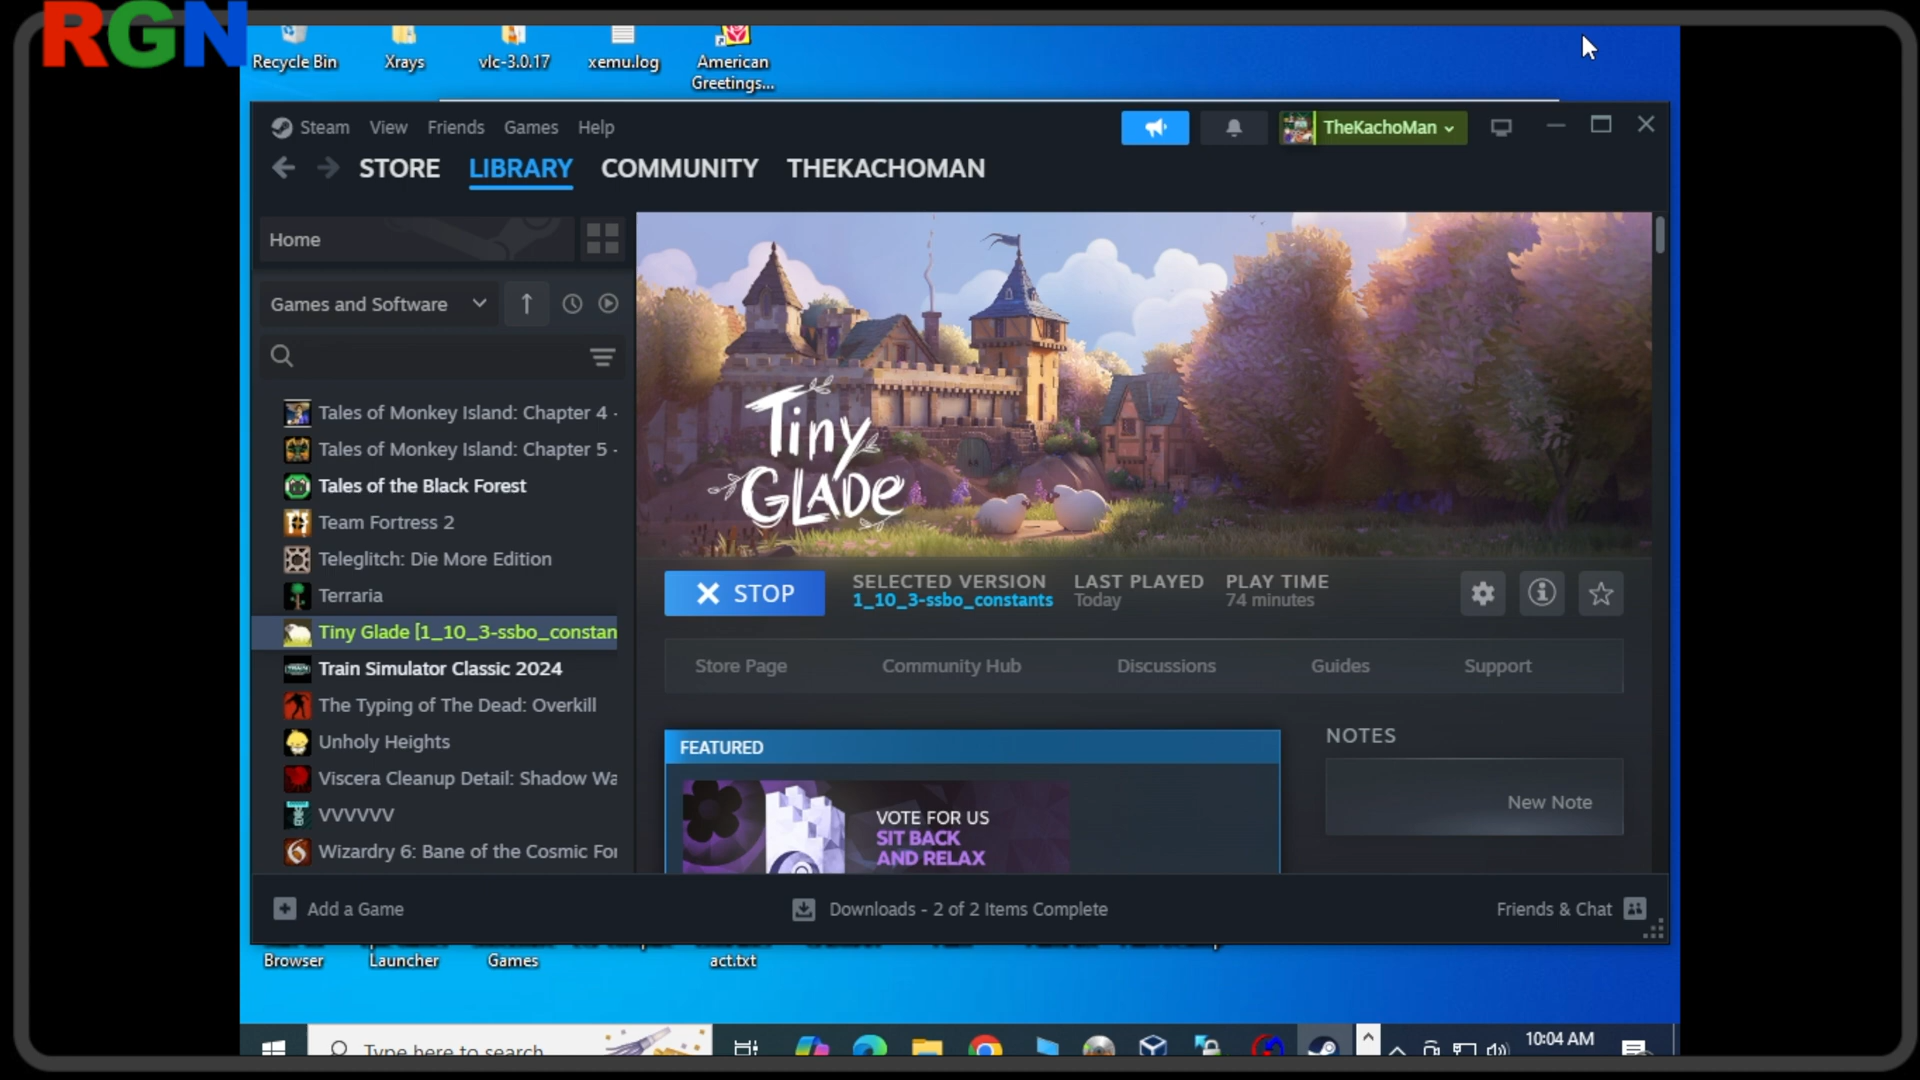 RGN
Recycle Bin
Xrays
vlc-3.0.17
xemu.log
American
Greetings...
Steam
View
Friends
Games
Help
TheKachoMan
STORE
LIBRARY
COMMUNITY
THEKACHOMAN
Home
Games and Software
Tales of Monkey Island: Chapter 4 -
Tales of Monkey Island: Chapter 5 -
Tales of the Black Forest
Team Fortress 2
Teleglitch: Die More Edition
Terraria
Tiny Glade [1_10_3-ssbo_constan
Train Simulator Classic 2024
The Typing of The Dead: Overkill
Unholy Heights
Viscera Cleanup Detail: Shadow Wa
VVVVVV
Wizardry 6: Bane of the Cosmic For
Tiny
GLADe
STOP
SELECTED VERSION
1_10_3-ssbo_constants
LAST PLAYED
Today
PLAY TIME
74 minutes
Store Page
Community Hub
Discussions
Guides
Support
FEATURED
VOTE FOR US
SIT BACK
AND RELAX
NOTES
New Note
Add a Game
Downloads - 2 of 2 Items Complete
Friends & Chat
Browser
Launcher
Games
act.txt
Type here to search
10:04 AM